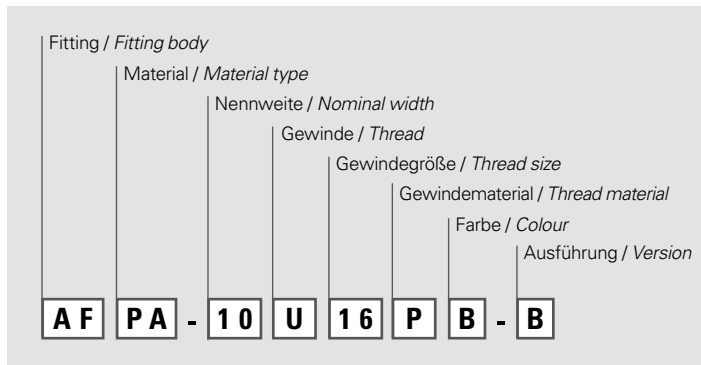 Fitting / Fitting body
Material / Material type
Nennweite / Nominal width
Gewinde / Thread
Gewindegröße / Thread size
Gewindematerial / Thread material
Farbe / Colour
Ausführung / Version
AF PA - 10 U 16 P B - B